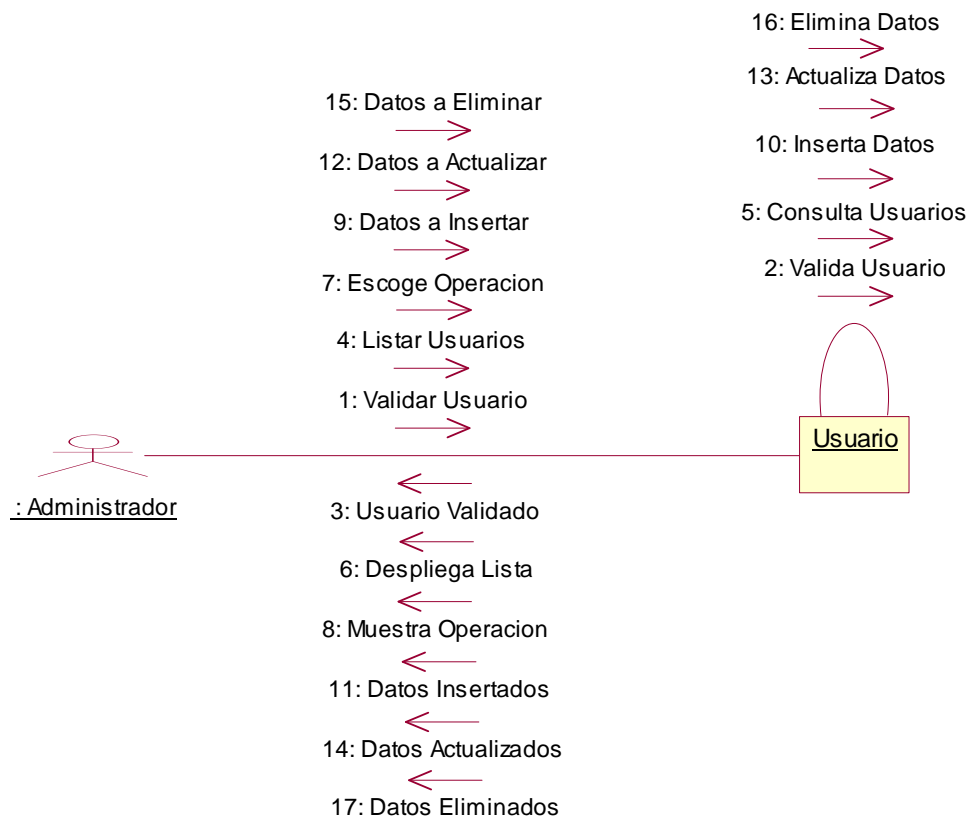 16: Elimina Datos
13: Actualiza Datos
15: Datos a Eliminar
10: Inserta Datos
12: Datos a Actualizar
5: Consulta Usuarios
9: Datos a Insertar
2: Valida Usuario
7: Escoge Operacion
4: Listar Usuarios
1: Validar Usuario
Usuario
: Administrador
3: Usuario Validado
6: Despliega Lista
8: Muestra Operacion
11: Datos Insertados
14: Datos Actualizados
17: Datos Eliminados